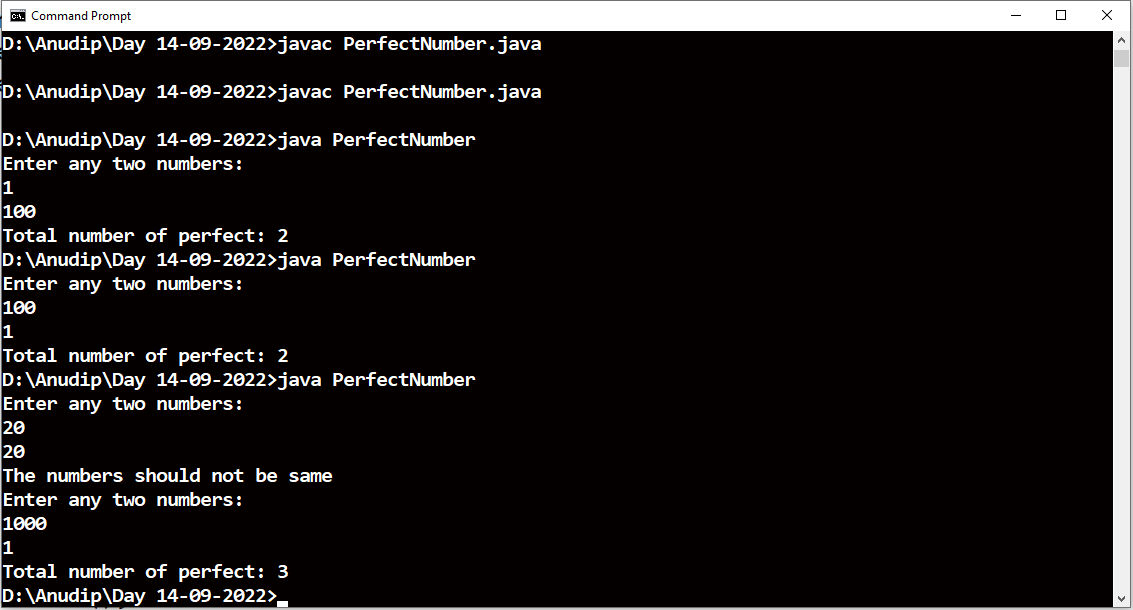 Command Prompt
D:\Anudip\Day 14-09-2022>javac PerfectNumber.java
D:\Anudip\Day 14-09-2022>javac PerfectNumber.java
D:\Anudip\Day 14-09-2022>java PerfectNumber
Enter any two numbers:
1
100
Total number of perfect: 2
D:\Anudip\Day 14-09-2022>java PerfectNumber
Enter any two numbers:
100
1
Total number of perfect: 2
D:\Anudip\Day 14-09-2022>java PerfectNumber
Enter any two numbers:
20
20
The numbers should not be same
Enter any two numbers:
1000
1
Total number of perfect: 3
D:\Anudip\Day 14-09-2022>